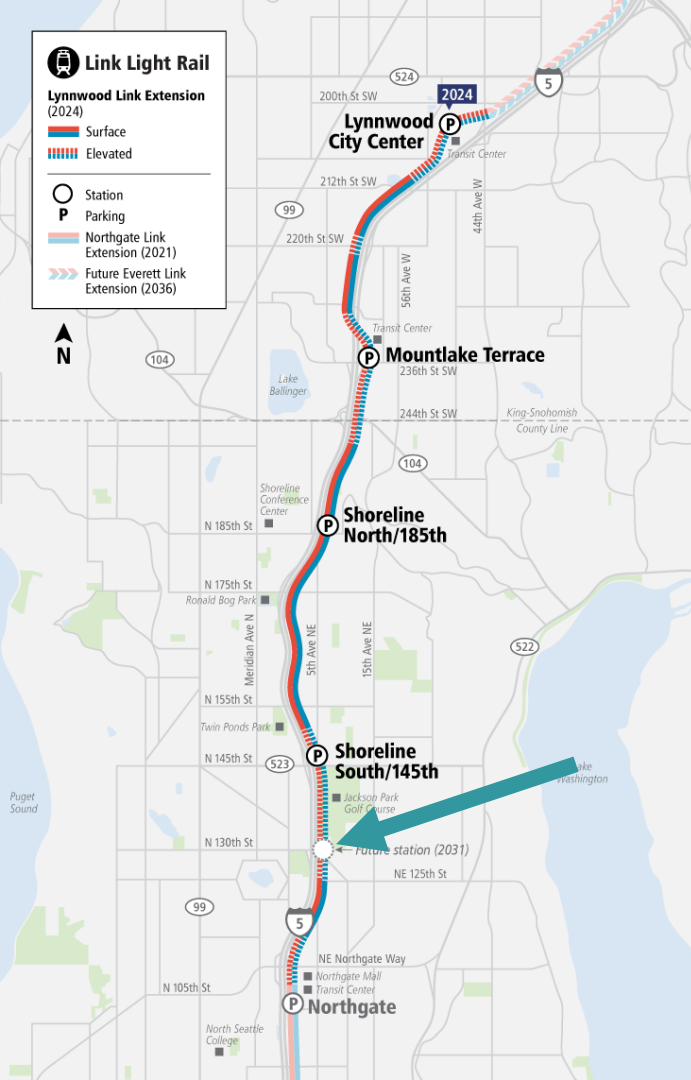 Link Light Rail
Lynnwood Link Extension
(2024)
Surface
Elevated
Station
P
Parking
Northgate Link
Extension (2021)
Future Everett Link
Extension (2036)
N
524
5
200th St SW
2024
Lynnwood
City Center
P
Transit Center
212th St SW
99
44th Ave W
220th St SW
56th Ave W
Transit Center
104
P
Mountlake Terrace
236th St SW
Lake
Ballinger
244th St SW
King-Snohomish
County Line
104
Shoreline
Conference
Center
N 185th St
P
Shoreline
North/185th
N 175th St
Ronald Bog Park
Meridian Ave N
5th Ave NE
15th Ave NE
522
N 155th St
Twin Ponds Park
N 145th St
523
P
Shoreline
South/145th
Lake
Washington
Puget
Sound
Jackson Park
Golf Course
N 130th St
Future station (2031)
NE 125th St
99
5
NE Northgate Way
Northgate Mall
Transit Center
N 105th St
P
Northgate
North Seattle
College